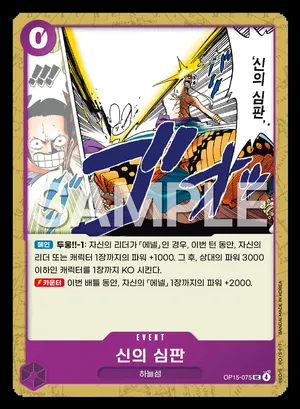 0
「신의 심판」
!!!
ブオッ
SAMPLE
메인 두웅!!-1: 자신의 리더가 「에넬」인 경우, 이번 턴 동안, 자신의
리더 또는 캐릭터 1장까지의 파워 +1000. 그 후, 상대의 파워 3000
이하인 캐릭터를 1장까지 KO 시킨다.
카운터 이번 배틀 동안, 자신의 「에넬」 1장까지의 파워 +2000.
EVENT
신의 심판
하늘섬
OP15-075 UC